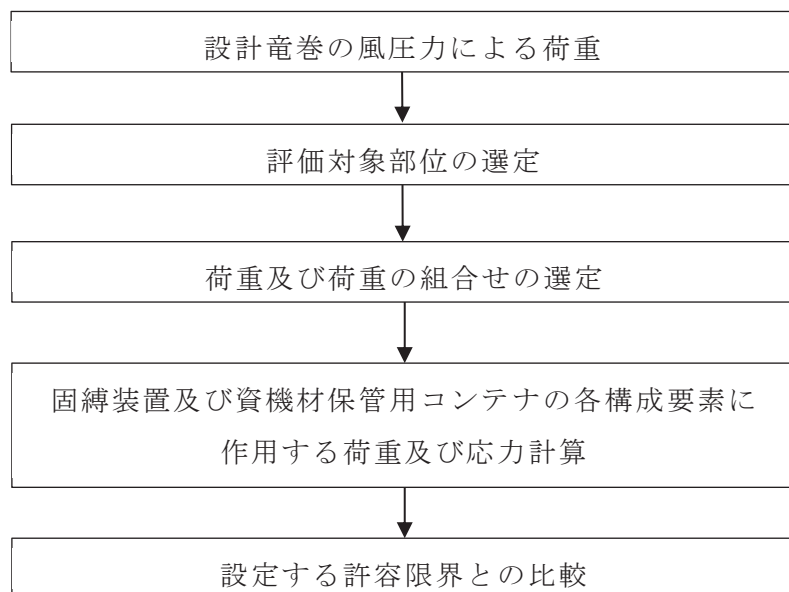 設計竜巻の風圧力による荷重
評価対象部位の選定
荷重及び荷重の組合せの選定
固縛装置及び資機材保管用コンテナの各構成要素に
作用する荷重及び応力計算
設定する許容限界との比較